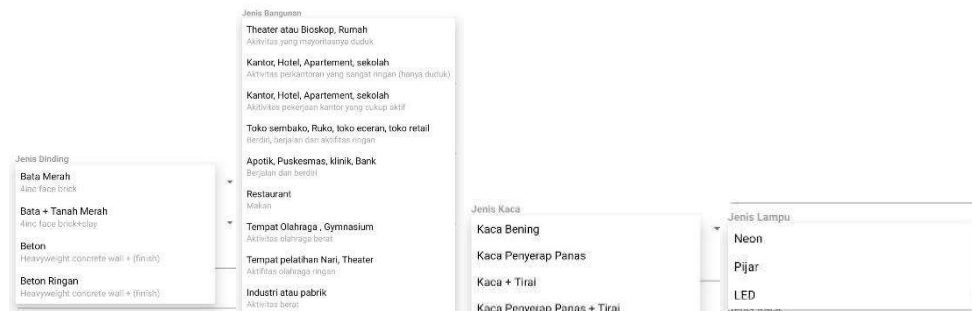 Jenis Dinding
Bata Merah
4inc face brick
Bata + Tanah Merah
4inc face brick+clay
Beton
Heavyweight concrete wall + (finish)
Beton Ringan
Heavyweight concrete wall + (finish)
Jenis Bangunan
Theater atau Bioskop, Rumah
Akitvitas yang mayoritasnya duduk
Kantor, Hotel, Apartement, sekolah
Aktivitas perkantoran yang sangat ringan (hanya duduk)
Kantor, Hotel, Apartement, sekolah
Akitivitas pekerjaan kantor yang cukup aktif
Toko sembako, Ruko, toko eceran, toko retail
Berdiri, berjalan dan aktifitas ringan
Apotik, Puskesmas, klinik, Bank
Berjalan dan berdiri
Restaurant
Makan
Tempat Olahraga , Gymnasium
Aktivitas olahraga berat
Tempat pelatihan Nari, Theater
Aktifitas olahraga ringan
Industri atau pabrik
Aktivitas berat
Jenis Kaca
Kaca Bening
Kaca Penyerap Panas
Kaca + Tirai
Kaca Penyerap Panas + Tirai
Jenis Lampu
Neon
Pijar
LED